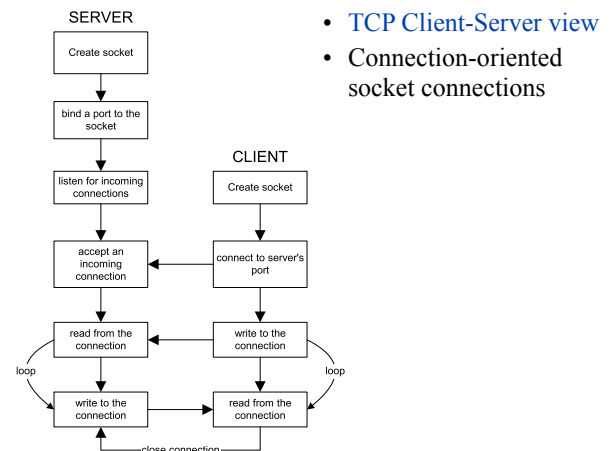 SERVER
Create socket
bind a port to the
socket
listen for incoming
connections
accept an
incoming
connection
read from the
connection
loop
write to the
connection
CLIENT
Create socket
connect to server's
port
write to the
connection
loop
read from the
connection
close connection
• TCP Client-Server view
• Connection-oriented
socket connections